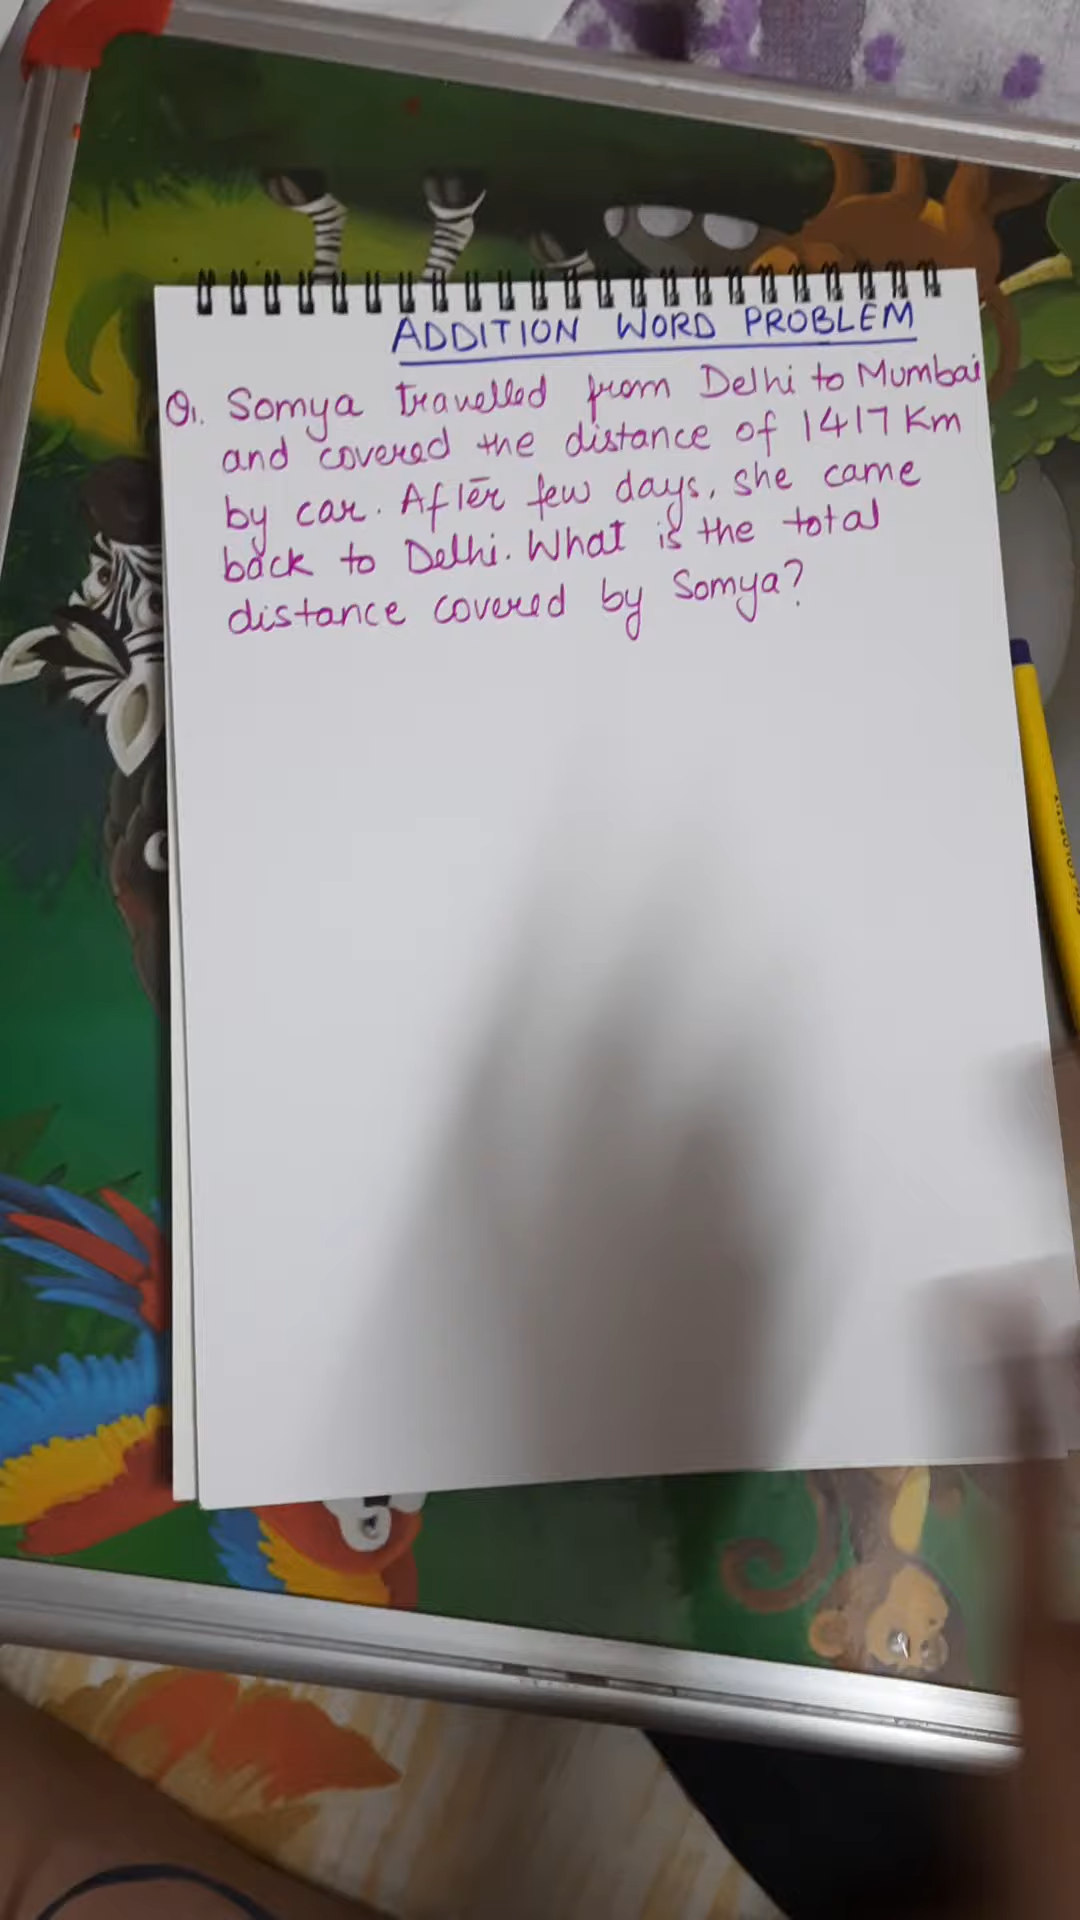 ADDITION WORD PROBLEM
Q1. Somya travelled from Delhi to Mumbai
and covered the distance of 1417 Km
by car. After few days, she came
back to Delhi. What is the total
distance covered by Somya?